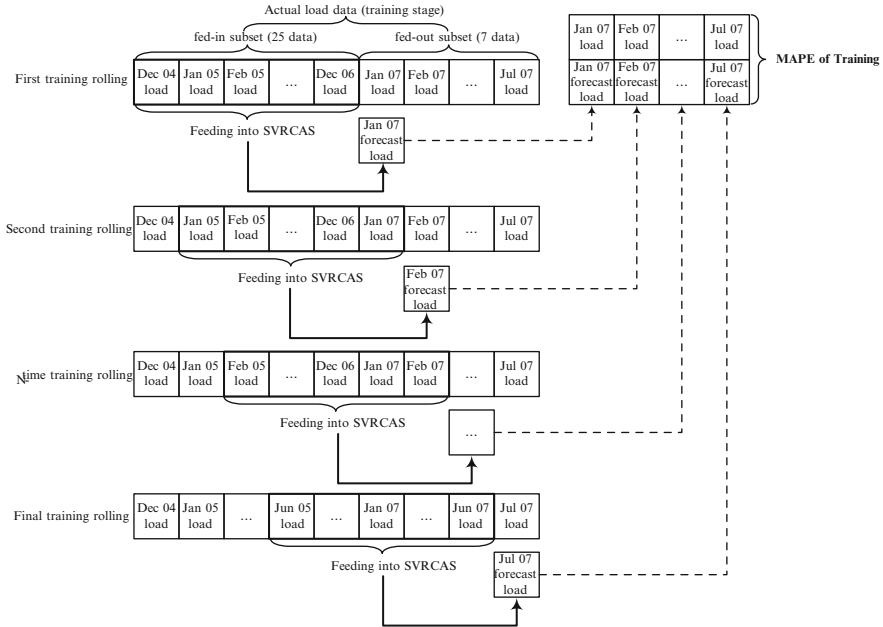 Actual load data (training stage)
fed-in subset (25 data)
fed-out subset (7 data)
First training rolling
Dec 04 load
Jan 05 load
Feb 05 load
...
Dec 06 load
Jan 07 load
Feb 07 load
...
Jul 07 load
Feeding into SVRCAS
Jan 07 forecast load
Jan 07 load
Feb 07 load
...
Jul 07 load
Jan 07 forecast load
Feb 07 forecast load
...
Jul 07 forecast load
MAPE of Training
Second training rolling
Dec 04 load
Jan 05 load
Feb 05 load
...
Dec 06 load
Jan 07 load
Feb 07 load
...
Jul 07 load
Feeding into SVRCAS
Feb 07 forecast load
N-time training rolling
Dec 04 load
Jan 05 load
Feb 05 load
...
Dec 06 load
Jan 07 load
Feb 07 load
...
Jul 07 load
Feeding into SVRCAS
...
Final training rolling
Dec 04 load
Jan 05 load
...
Jun 05 load
...
Jan 07 load
...
Jun 07 load
Jul 07 load
Feeding into SVRCAS
Jul 07 forecast load